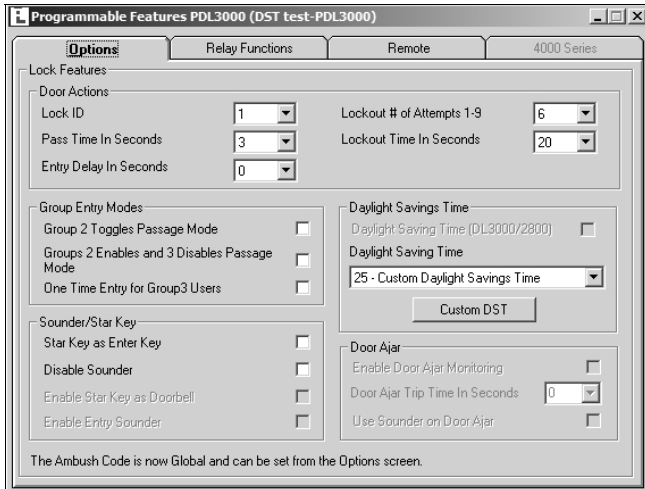 Programmable Features PDL3000 (DST test-PDL3000)
Options Relay Functions Remote 4000 Series
Lock Features
Door Actions
Lock ID 1 Lockout # of Attempts 1-9 6
Pass Time In Seconds 3 Lockout Time In Seconds 20
Entry Delay In Seconds 0
Group Entry Modes
Group 2 Toggles Passage Mode
Groups 2 Enables and 3 Disables Passage
Mode
One Time Entry for Group3 Users
Daylight Savings Time
Daylight Saving Time (DL3000/2800)
Daylight Saving Time
25 - Custom Daylight Savings Time
Custom DST
Sounder/Star Key
Star Key as Enter Key
Disable Sounder
Enable Star Key as Doorbell
Enable Entry Sounder
Door Ajar
Enable Door Ajar Monitoring
Door Ajar Trip Time In Seconds 0
Use Sounder on Door Ajar
The Ambush Code is now Global and can be set from the Options screen.